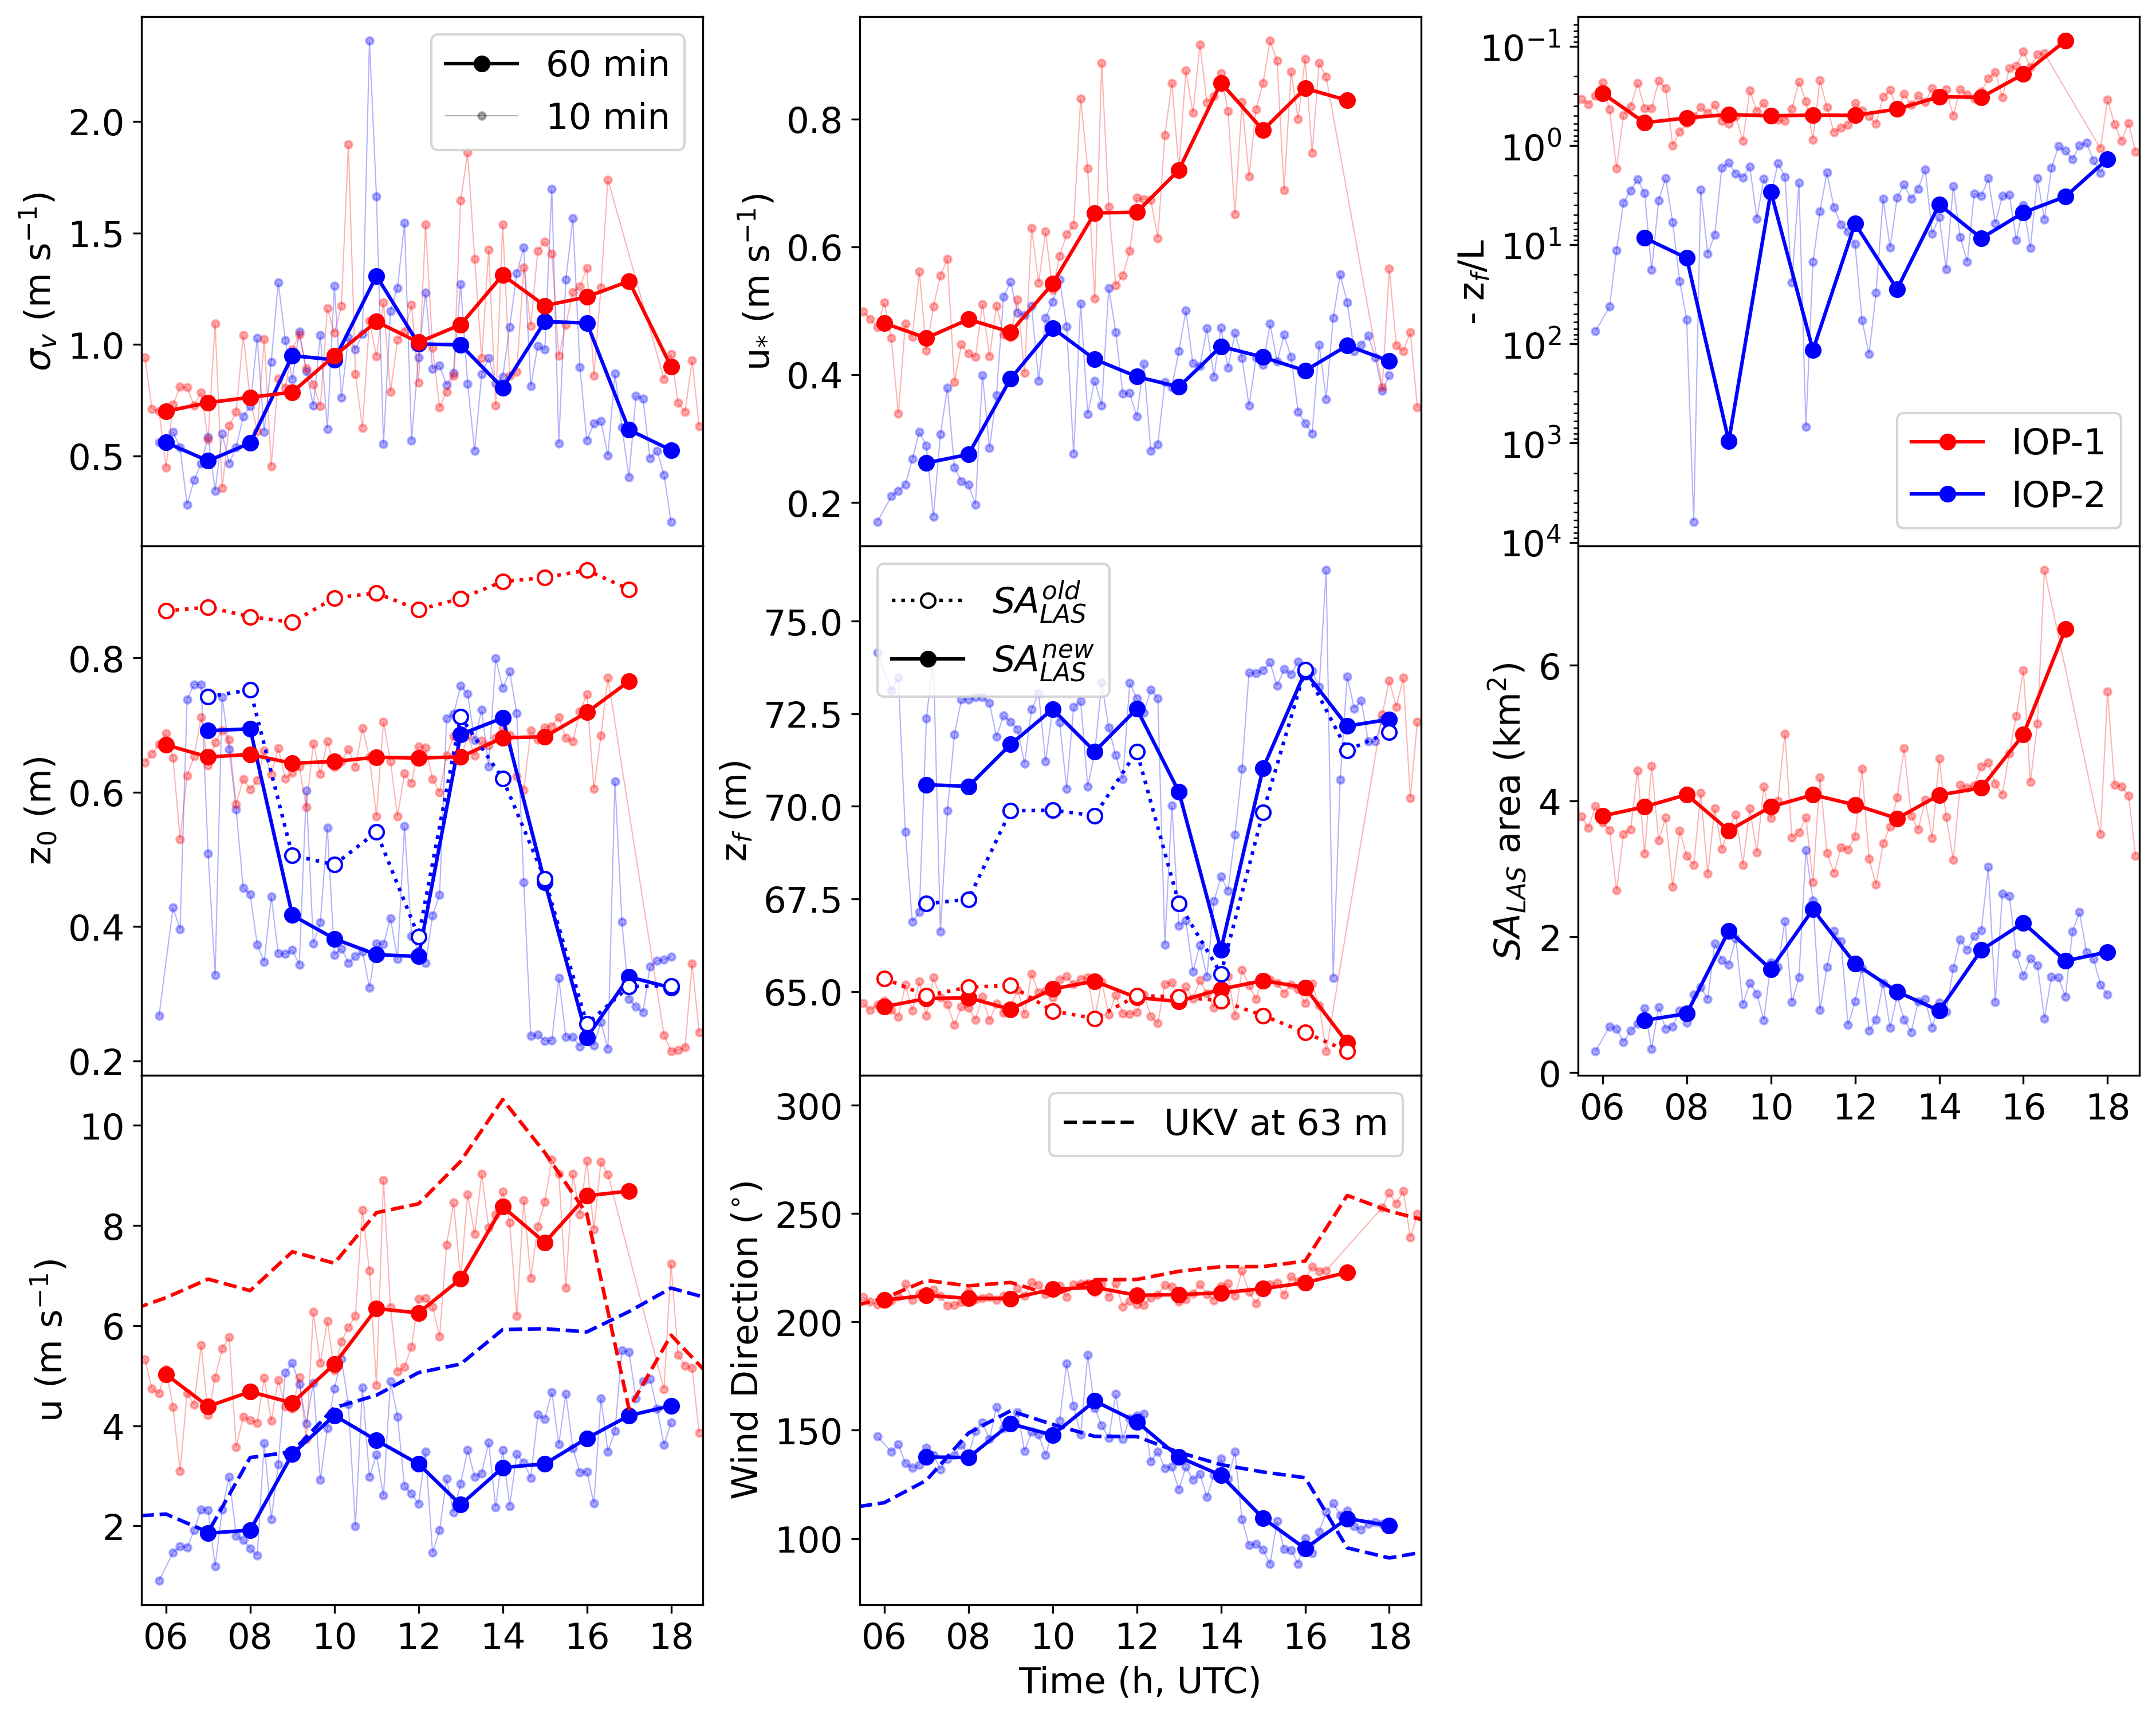 60 min
10 min
σᵥ (m s⁻¹)
2.0
1.5
1.0
0.5
u* (m s⁻¹)
0.8
0.6
0.4
0.2
- z_f/L
10⁻¹
10⁰
10¹
10²
10³
10⁴
IOP-1
IOP-2
z₀ (m)
0.8
0.6
0.4
0.2
SA_LAS^old
SA_LAS^new
z_f (m)
75.0
72.5
70.0
67.5
65.0
SA_LAS area (km²)
6
4
2
0
06 08 10 12 14 16 18
u (m s⁻¹)
10
8
6
4
2
06 08 10 12 14 16 18
UKV at 63 m
Wind Direction (°)
300
250
200
150
100
06 08 10 12 14 16 18
Time (h, UTC)